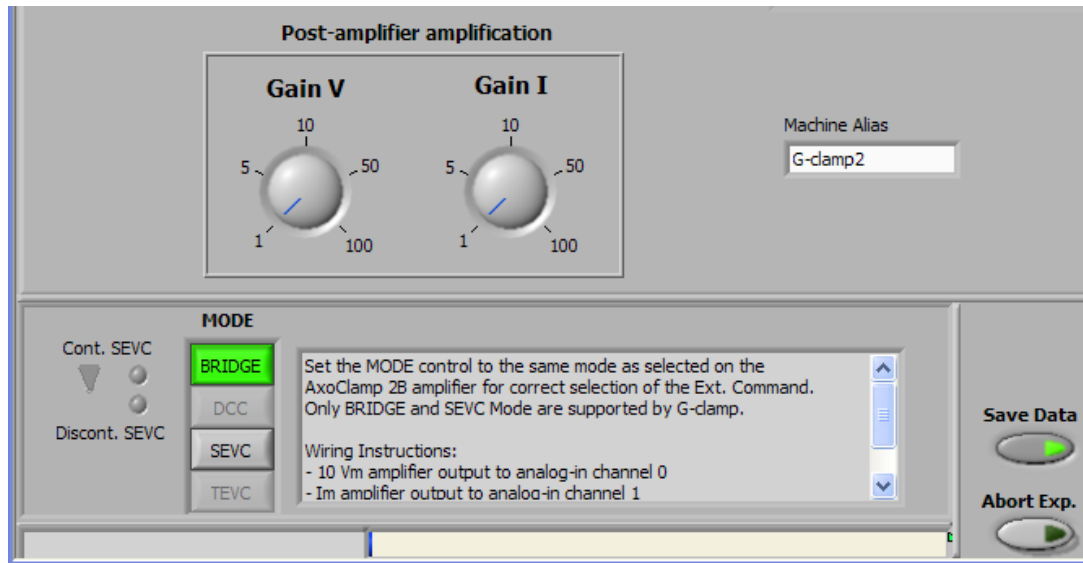 Post-amplifier amplification
Gain V
Gain I
10
5
50
1
100
10
5
50
1
100
Machine Alias
G-clamp2
MODE
Cont. SEVC
Discont. SEVC
BRIDGE
DCC
SEVC
TEVC
Set the MODE control to the same mode as selected on the
AxoClamp 2B amplifier for correct selection of the Ext. Command.
Only BRIDGE and SEVC Mode are supported by G-clamp.
Wiring Instructions:
- 10 Vm amplifier output to analog-in channel 0
- Im amplifier output to analog-in channel 1
Save Data
Abort Exp.